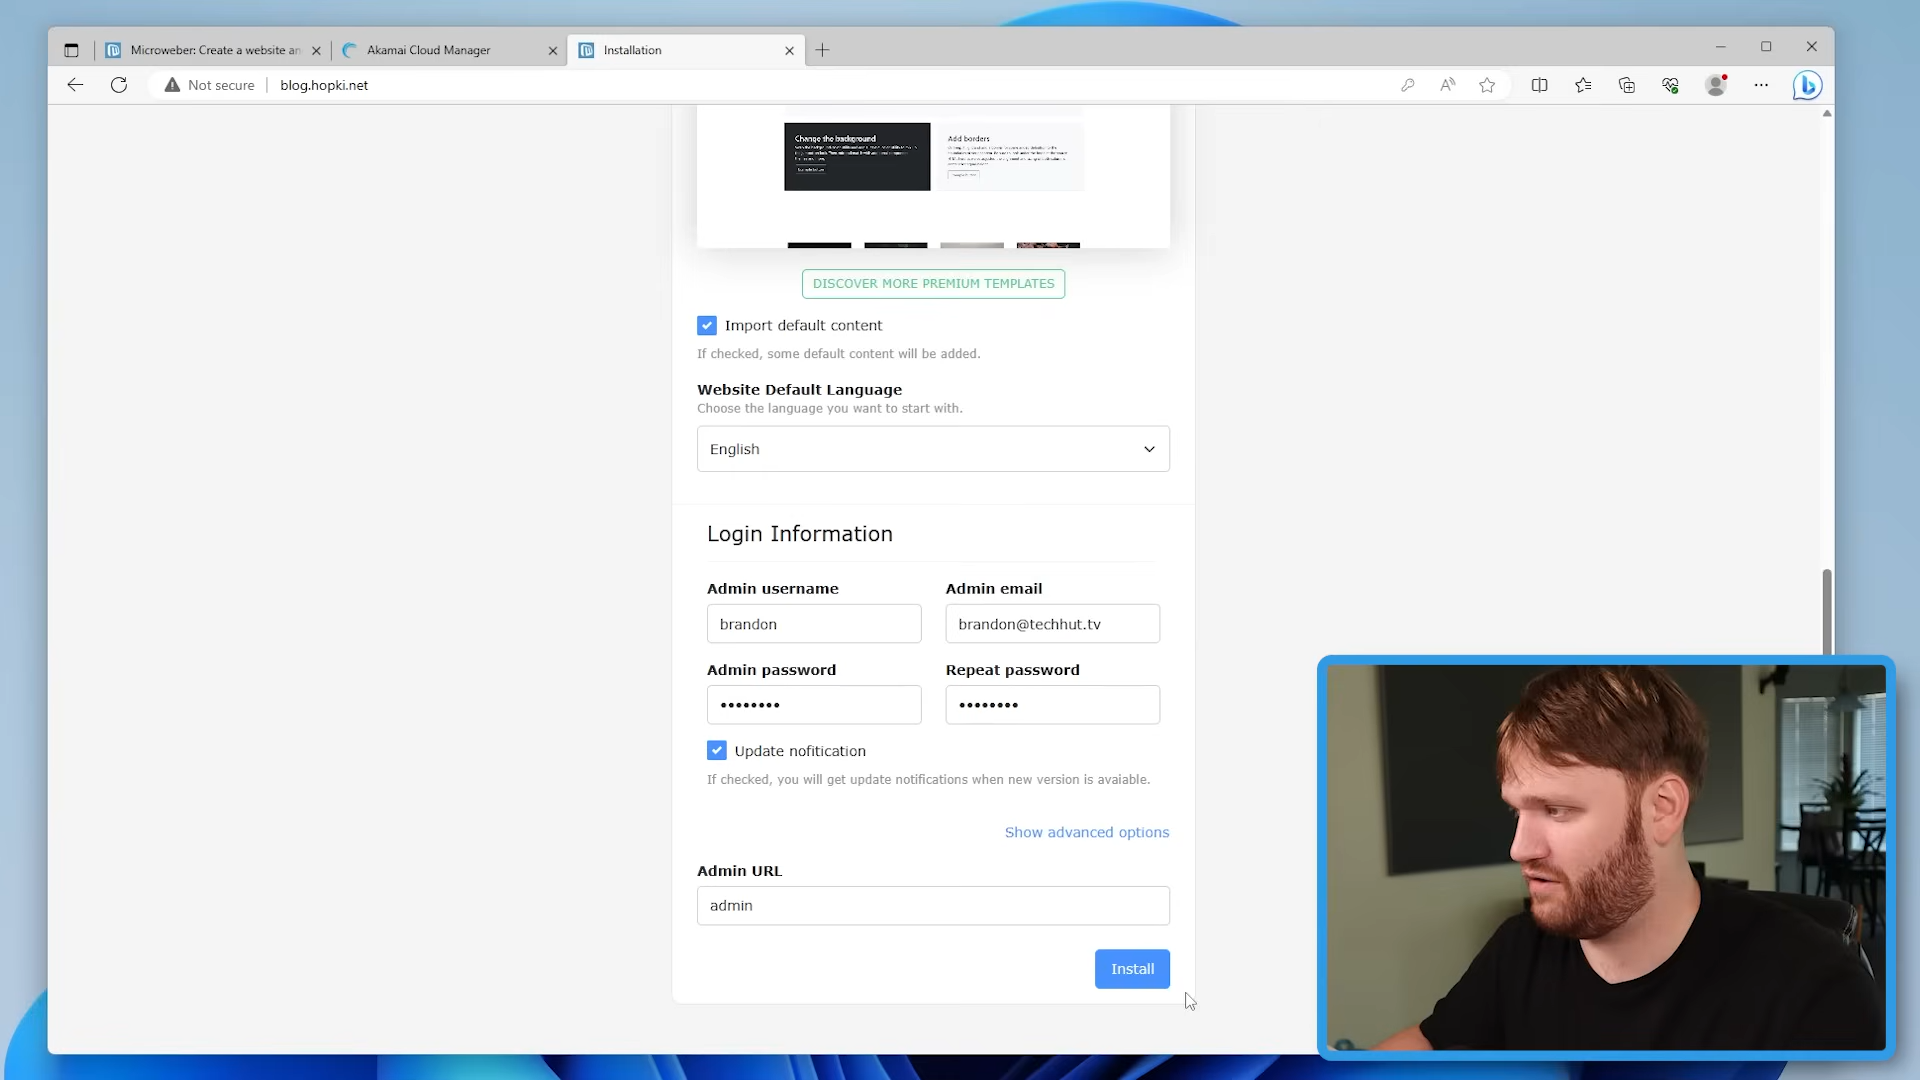 Microweber: Create a website an
Akamai Cloud Manager
Installation
Not secure
blog.hopki.net
Change the background
Add borders
DISCOVER MORE PREMIUM TEMPLATES
Import default content
If checked, some default content will be added.
Website Default Language
Choose the language you want to start with.
English
Login Information
Admin username
Admin email
brandon
brandon@techhut.tv
Admin password
Repeat password
••••••••
••••••••
Update nofitication
If checked, you will get update notifications when new version is avaiable.
Show advanced options
Admin URL
admin
Install